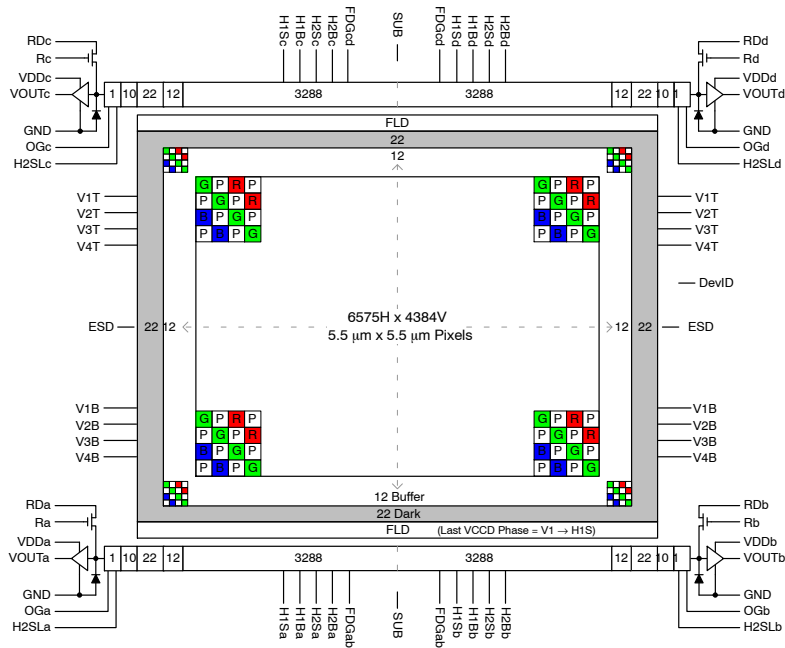 H1Sc H1Bc H2Sc H2Bc FDGcd SUB FDGcd H1Sd H1Bd H2Sd H2Bd
RDc
Rc
VDDc
VOUTc
GND
OGc
H2SLc
RDd
Rd
VDDd
VOUTd
GND
OGd
H2SLd
1 10 22 12 3288 3288 12 22 10 1
FLD
22
12
G P R P
P G P R
B P G P
P B P G
G P R P
P G P R
B P G P
P B P G
V1T
V2T
V3T
V4T
V1T
V2T
V3T
V4T
DevID
ESD 22 12
6575H x 4384V
5.5 µm x 5.5 µm Pixels
12 22 ESD
V1B
V2B
V3B
V4B
V1B
V2B
V3B
V4B
G P R P
P G P R
B P G P
P B P G
G P R P
P G P R
B P G P
P B P G
12 Buffer
22 Dark
FLD (Last VCCD Phase = V1 → H1S)
RDa
Ra
VDDa
VOUTa
GND
OGa
H2SLa
RDb
Rb
VDDb
VOUTb
GND
OGb
H2SLb
1 10 22 12 3288 3288 12 22 10 1
H1Sa H1Ba H2Sa H2Ba FDGab SUB FDGab H1Sb H1Bb H2Sb H2Bb